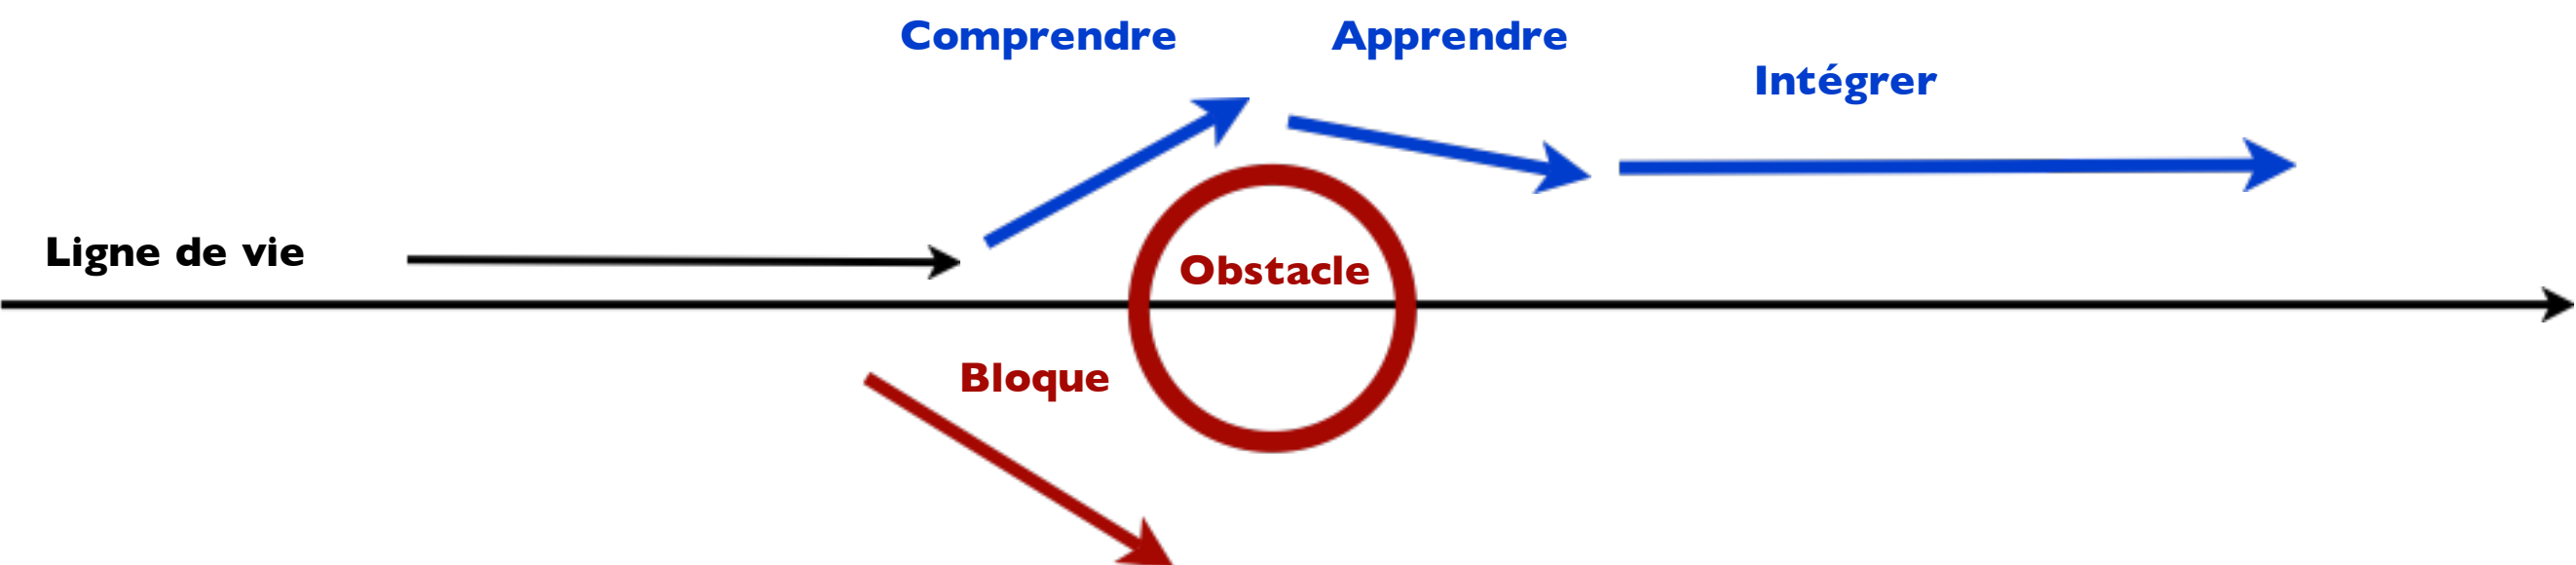 Comprendre
Apprendre
Intégrer
Ligne de vie
Obstacle
Bloque